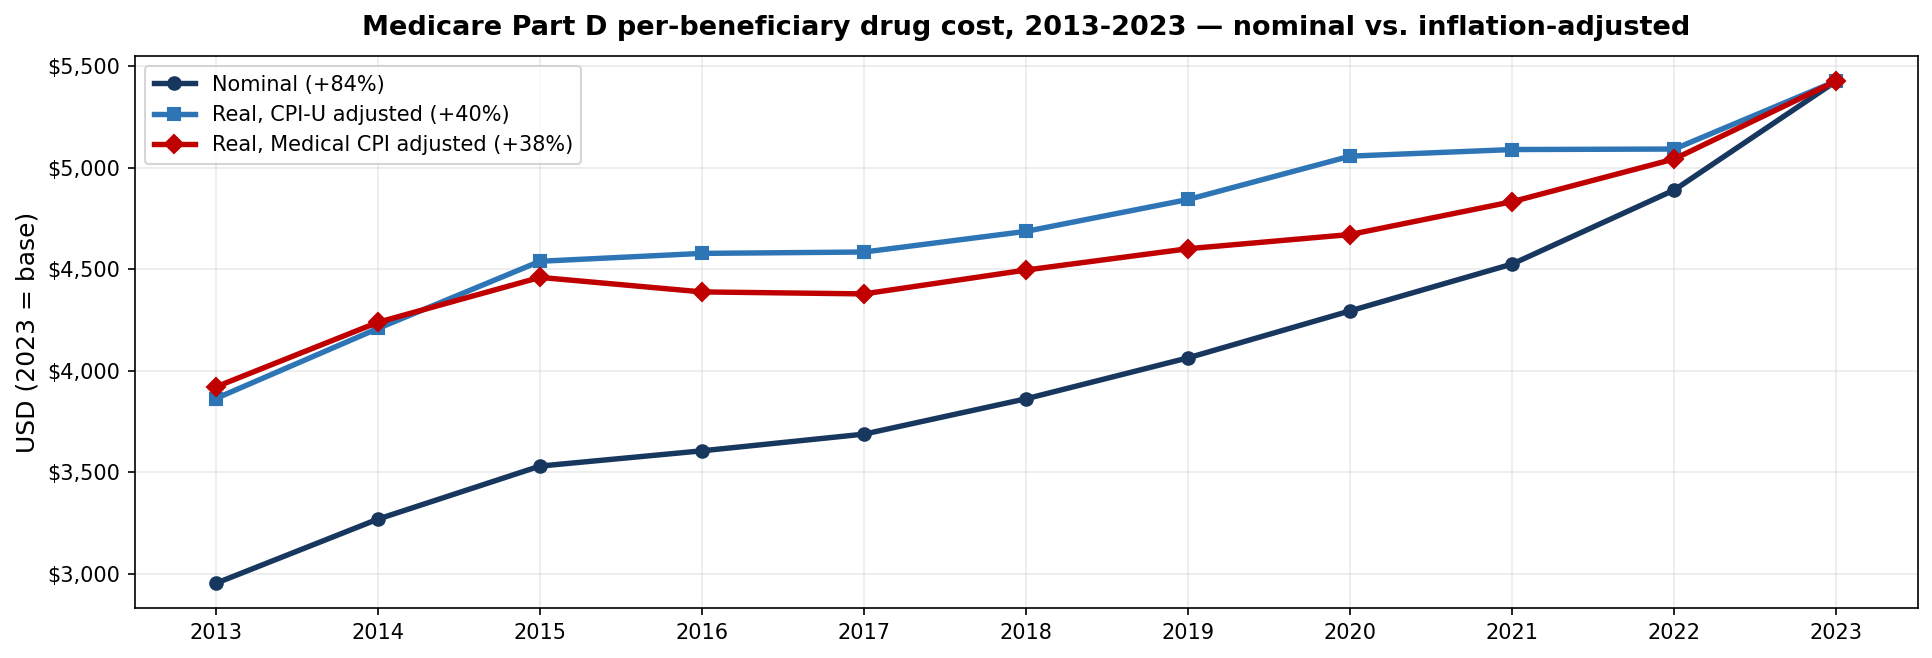 Medicare Part D per-beneficiary drug cost, 2013-2023 — nominal vs. inflation-adjusted
Nominal (+84%)
Real, CPI-U adjusted (+40%)
Real, Medical CPI adjusted (+38%)
USD (2023 = base)
$5,500
$5,000
$4,500
$4,000
$3,500
$3,000
2013 2014 2015 2016 2017 2018 2019 2020 2021 2022 2023